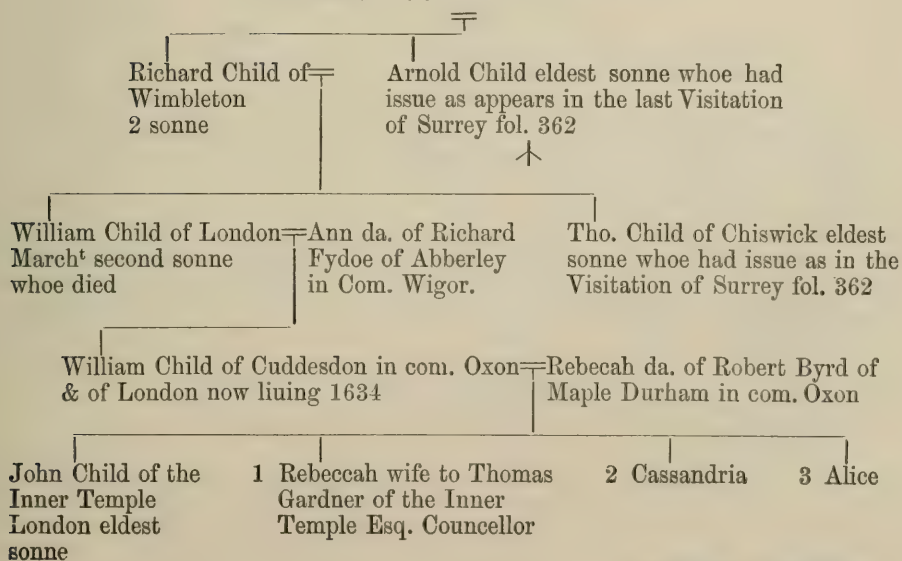 Richard Child of
Wimbleton
2 sonne
Arnold Child eldest sonne whoe had
issue as appears in the last Visitation
of Surrey fol. 362
William Child of London
Marchᵗ second sonne
whoe died
Ann da. of Richard
Fydoe of Abberley
in Com. Wigor.
Tho. Child of Chiswick eldest
sonne whoe had issue as in the
Visitation of Surrey fol. 362
William Child of Cuddesdon in com. Oxon
& of London now liuing 1634
Rebecah da. of Robert Byrd of
Maple Durham in com. Oxon
John Child of the
Inner Temple
London eldest
sonne
1 Rebeccah wife to Thomas
Gardner of the Inner
Temple Esq. Councellor
2 Cassandria
3 Alice